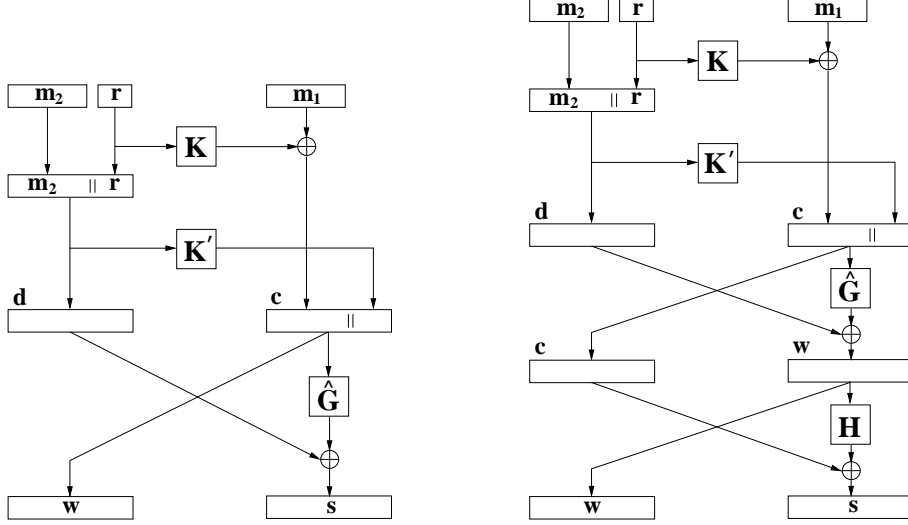 m₂ r m₁
K
m₂ || r
K′
d c
||
Ĝ
w s
m₂ r m₁
K
m₂ || r
K′
d c
||
Ĝ
c w
H
w s